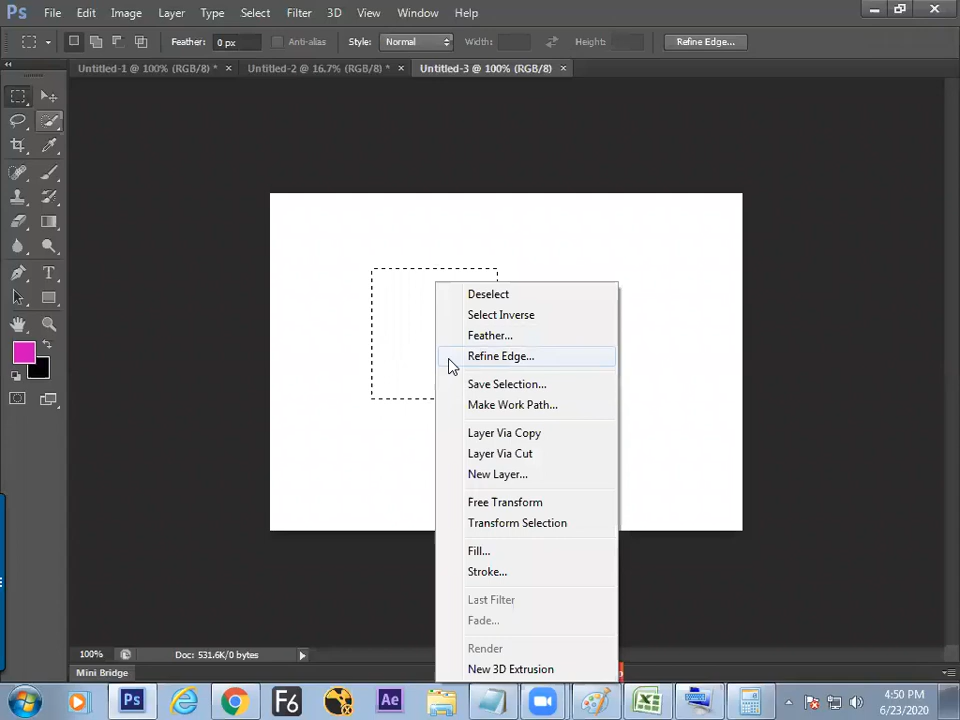 Ps File Edit Image Layer Type Select Filter 3D View Window Help
Feather: 0 px Anti-alias Style: Normal Width: Height: Refine Edge...
Untitled-1 @ 100% (RGB/8) * × Untitled-2 @ 16.7% (RGB/8) * × Untitled-3 @ 100% (RGB/8) ×
Deselect
Select Inverse
Feather...
Refine Edge...
Save Selection...
Make Work Path...
Layer Via Copy
Layer Via Cut
New Layer...
Free Transform
Transform Selection
Fill...
Stroke...
Last Filter
Fade...
Render
New 3D Extrusion
100% Doc: 531.6K/0 bytes
Mini Bridge
Ps F6 Ae
4:50 PM
6/23/2020